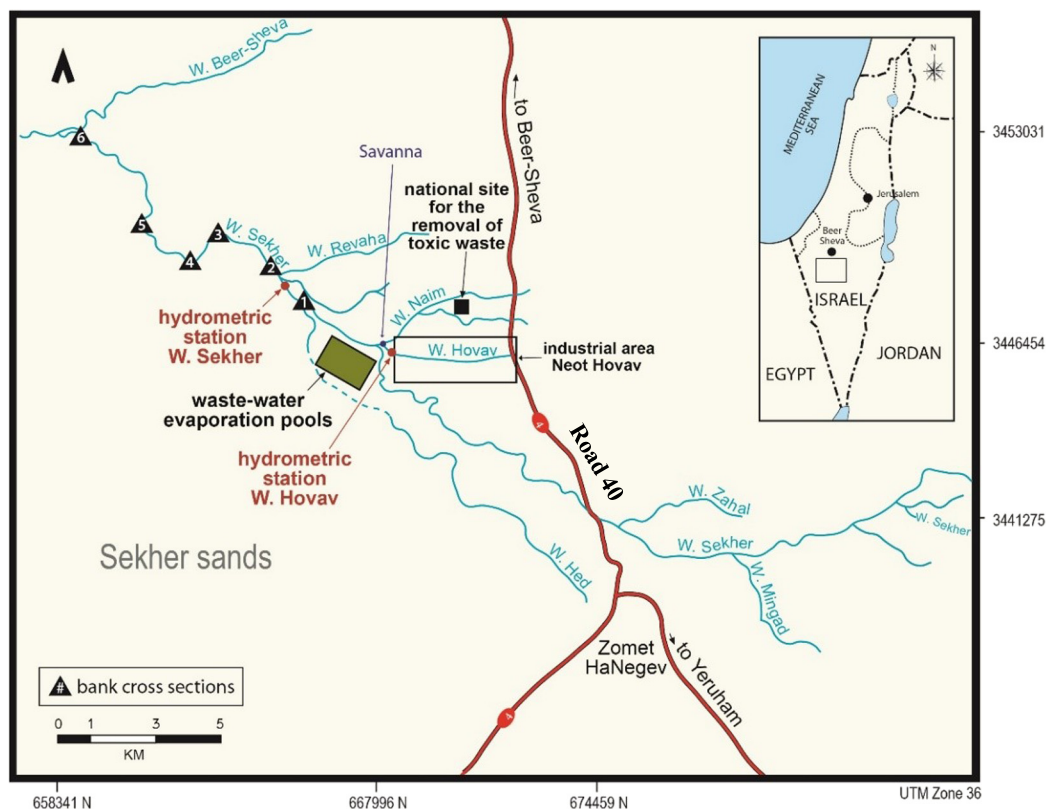 W. Beer-Sheva
to Beer-Sheva
3453031
6
Savanna
national site
for the
removal of
toxic waste
5
3
W. Sekher
W. Revaha
4
2
1
W. Naim
hydrometric
station
W. Sekher
W. Hovav
industrial area
Neot Hovav
3446454
waste-water
evaporation pools
hydrometric
station
W. Hovav
4
Road 40
W. Zahal
W. Sekher
W. Sekher
3441275
Sekher sands
W. Hed
W. Mingad
Zomet
HaNegev
to Yeruham
4
# bank cross sections
0 1 3 5
KM
N
MEDITERRANEAN
SEA
Jerusalem
Beer
Sheva
ISRAEL
JORDAN
EGYPT
UTM Zone 36
658341 N
667996 N
674459 N